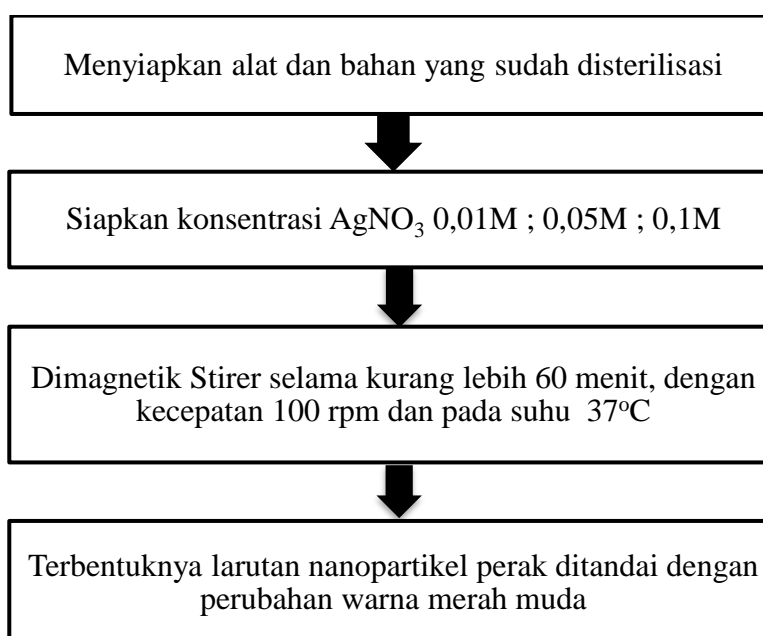 Menyiapkan alat dan bahan yang sudah disterilisasi
Siapkan konsentrasi AgNO₃ 0,01M ; 0,05M ; 0,1M
Dimagnetik Stirer selama kurang lebih 60 menit, dengan
kecepatan 100 rpm dan pada suhu 37ᵒC
Terbentuknya larutan nanopartikel perak ditandai dengan
perubahan warna merah muda